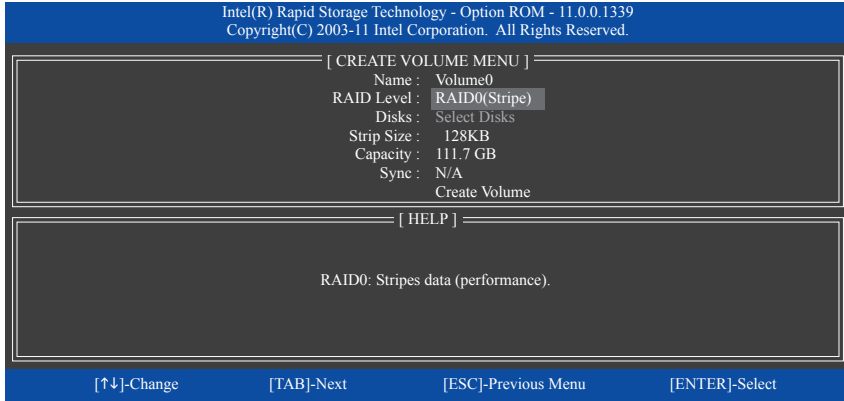 Intel(R) Rapid Storage Technology - Option ROM - 11.0.0.1339
Copyright(C) 2003-11 Intel Corporation. All Rights Reserved.
[ CREATE VOLUME MENU ]
Name : Volume0
RAID Level : RAID0(Stripe)
Disks : Select Disks
Strip Size : 128KB
Capacity : 111.7 GB
Sync : N/A
Create Volume
[ HELP ]
RAID0: Stripes data (performance).
[↑↓]-Change [TAB]-Next [ESC]-Previous Menu [ENTER]-Select